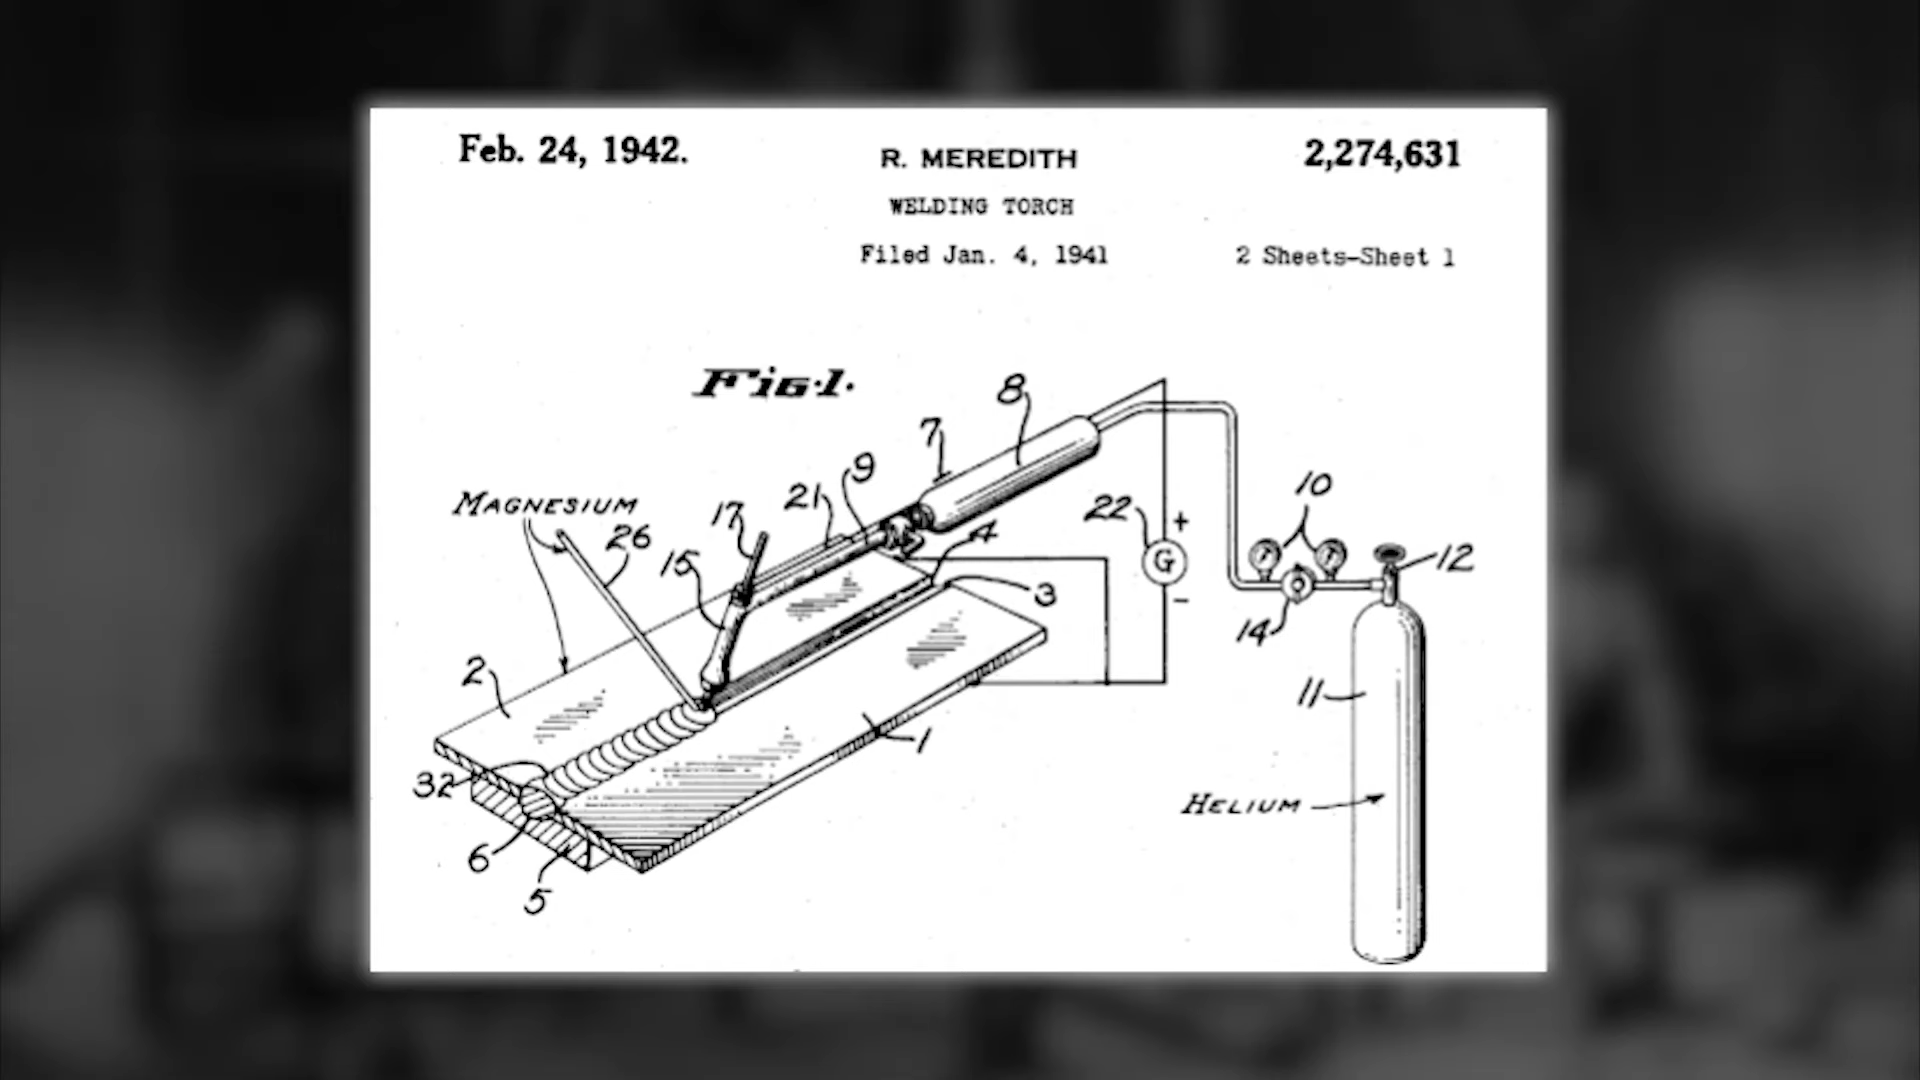 Feb. 24, 1942.
R. MEREDITH
2,274,631
WELDING TORCH
Filed Jan. 4, 1941
2 Sheets-Sheet 1
Fig.1.
8
7
9
10
MAGNESIUM
21
17
22
+
26
4
G
12
15
3
-
14
2
11
1
32
HELIUM
6
5